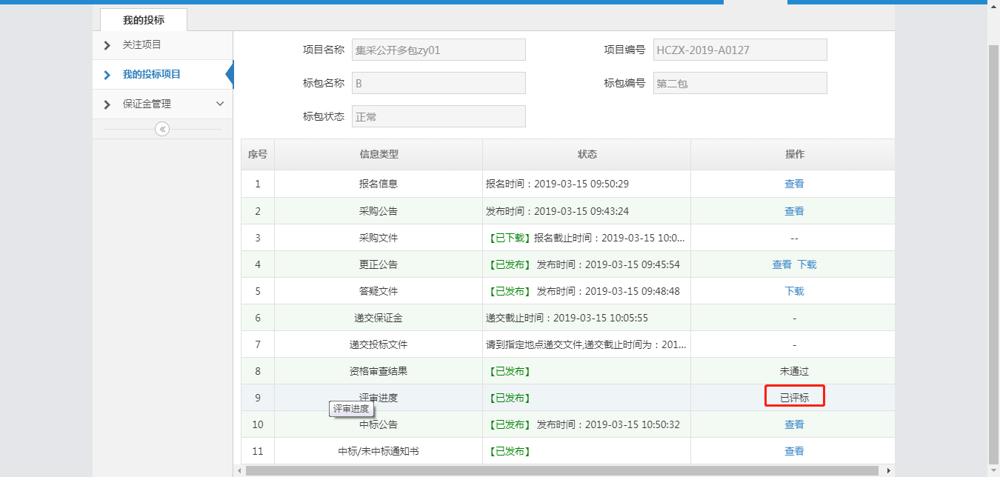 我的投标
关注项目
我的投标项目
保证金管理
项目名称 集采公开多包zy01 项目编号 HCZX-2019-A0127
标包名称 B 标包编号 第二包
标包状态 正常
序号 信息类型 状态 操作
1 报名信息 报名时间：2019-03-15 09:50:29 查看
2 采购公告 发布时间：2019-03-15 09:43:24 查看
3 采购文件 【已下载】报名截止时间：2019-03-15 10:0... --
4 更正公告 【已发布】 发布时间：2019-03-15 09:45:54 查看 下载
5 答疑文件 【已发布】 发布时间：2019-03-15 09:48:48 下载
6 递交保证金 递交截止时间：2019-03-15 10:05:55 -
7 递交投标文件 请到指定地点递交文件,递交截止时间为：201... -
8 资格审查结果 【已发布】 未通过
9 评审进度 【已发布】 已评标
评审进度
10 中标公告 【已发布】 发布时间：2019-03-15 10:50:32 查看
11 中标/未中标通知书 【已发布】 查看